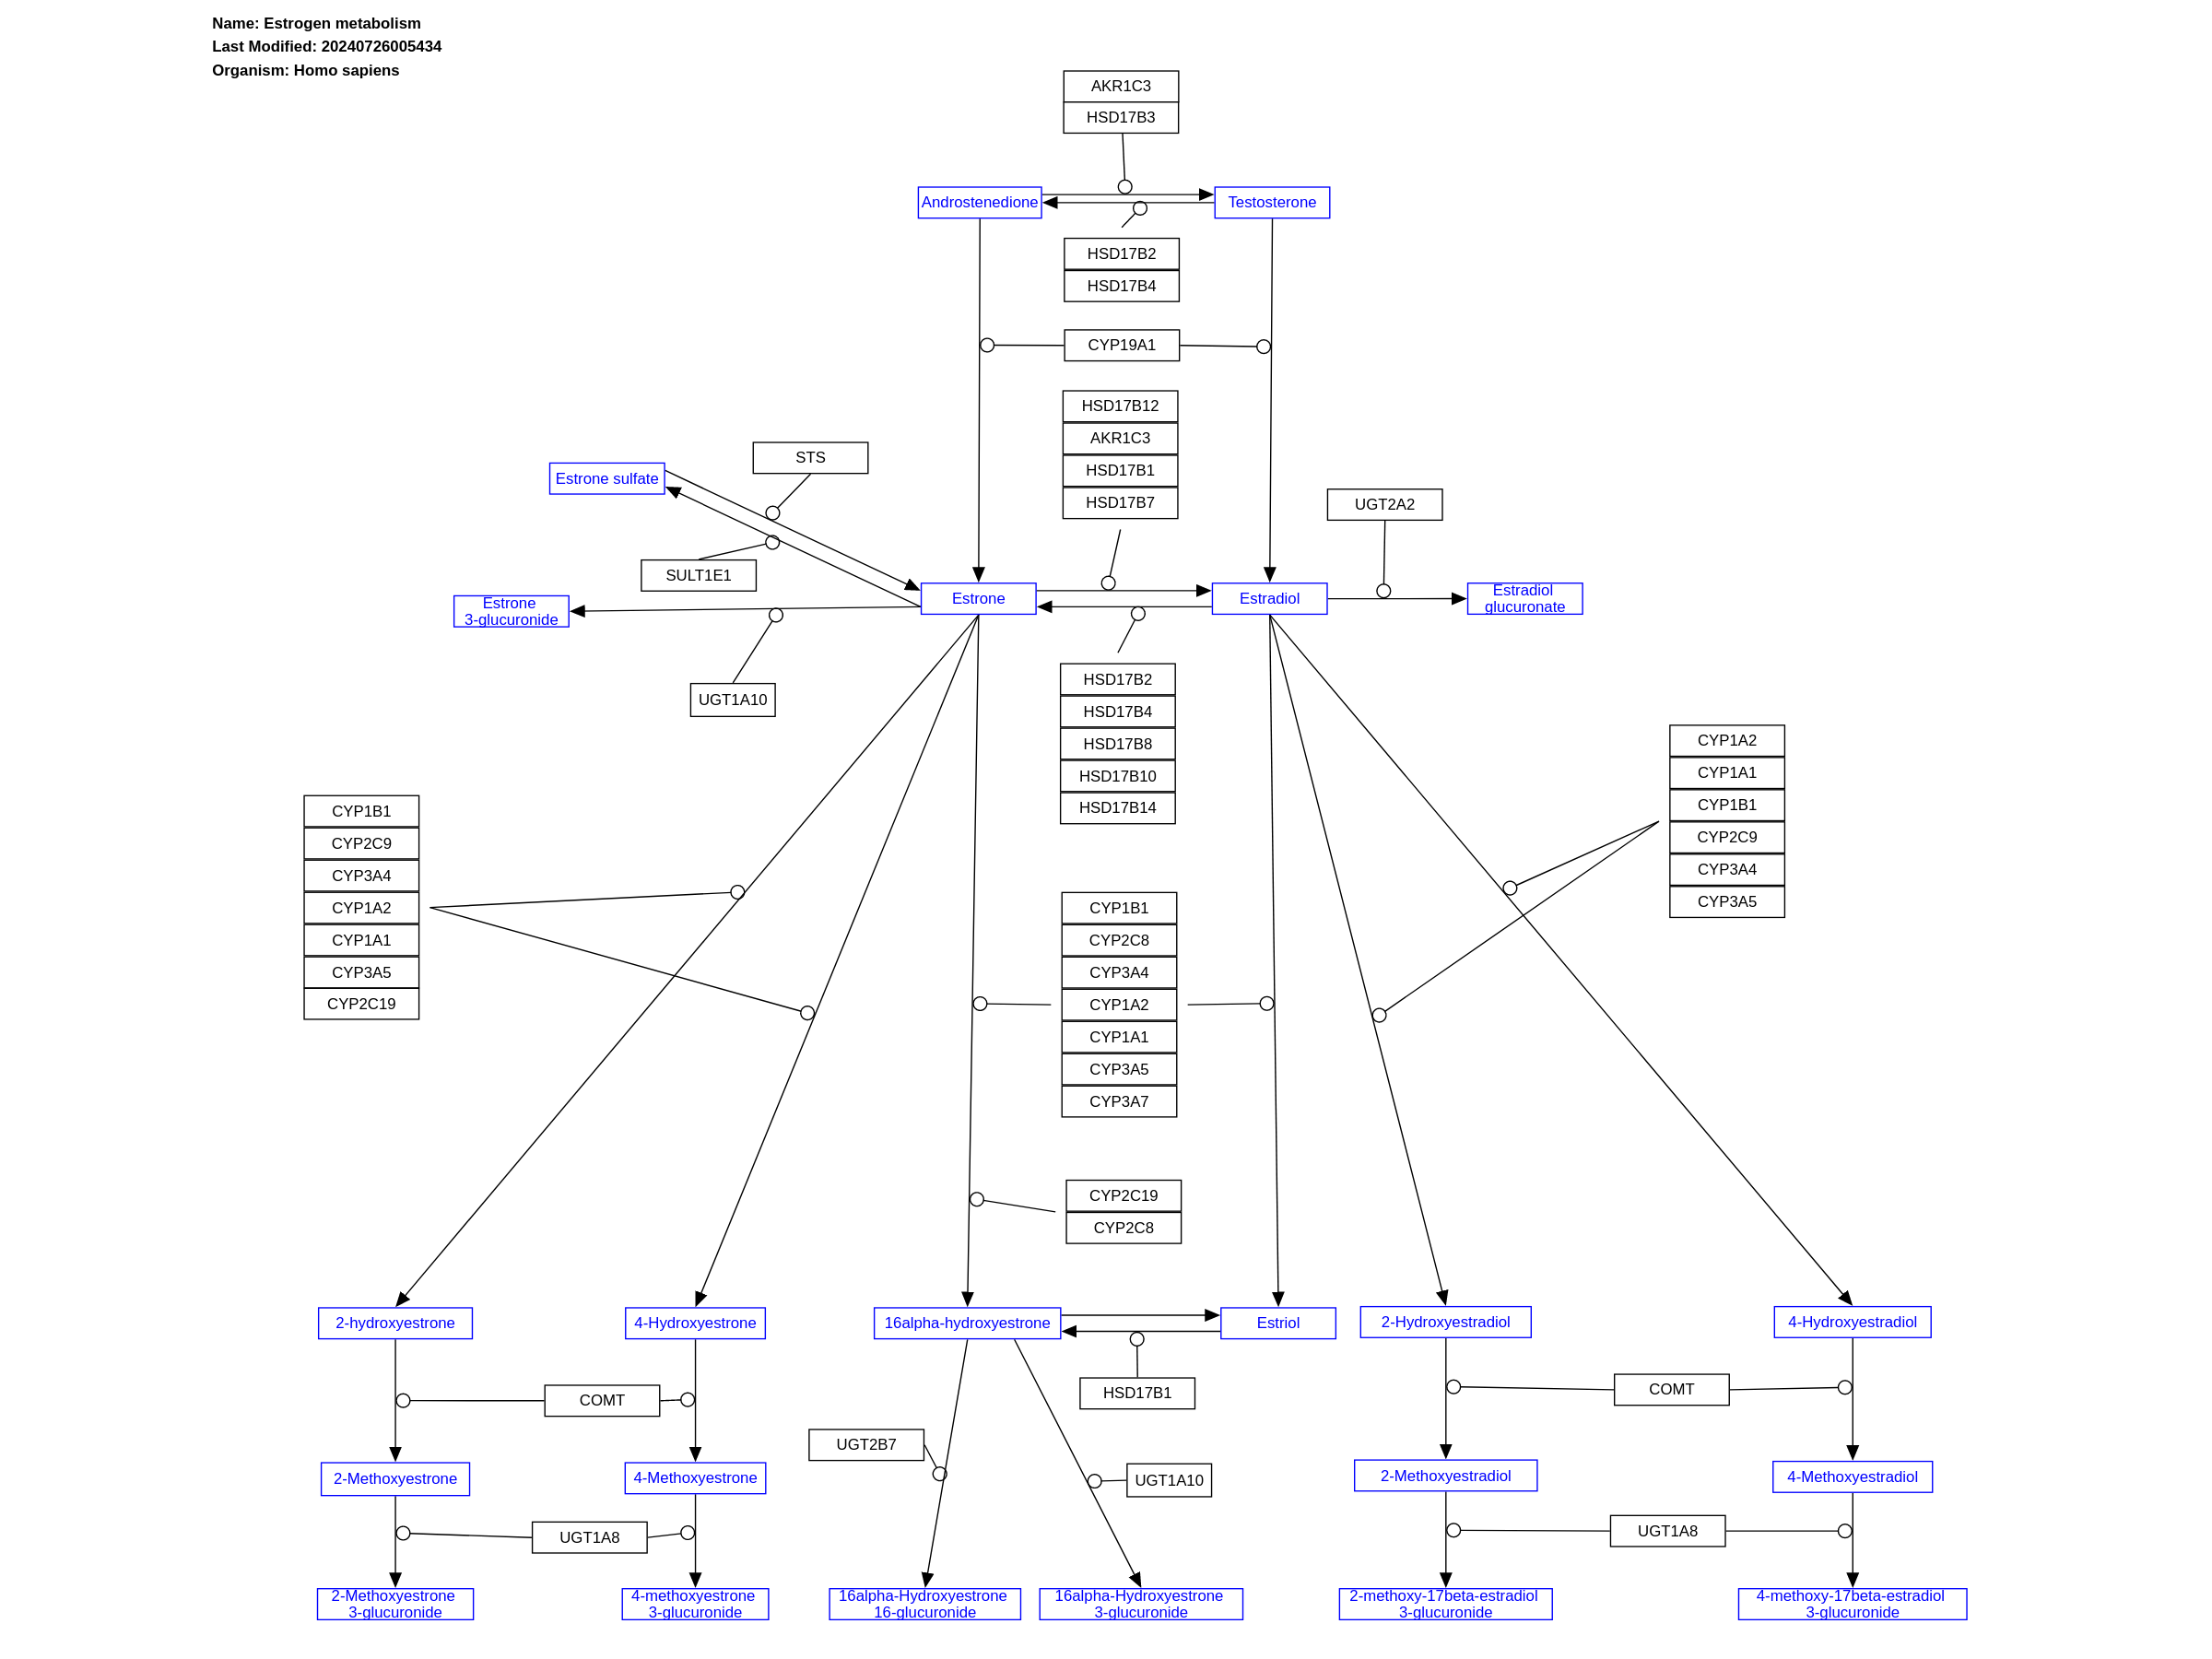 Name: Estrogen metabolism
Last Modified: 20240726005434
Organism: Homo sapiens
AKR1C3
HSD17B3
Androstenedione
Testosterone
HSD17B2
HSD17B4
CYP19A1
HSD17B12
AKR1C3
HSD17B1
HSD17B7
STS
Estrone sulfate
UGT2A2
SULT1E1
Estrone
3-glucuronide
Estrone
Estradiol
Estradiol
glucuronate
UGT1A10
HSD17B2
HSD17B4
HSD17B8
HSD17B10
HSD17B14
CYP1A2
CYP1A1
CYP1B1
CYP2C9
CYP3A4
CYP3A5
CYP1B1
CYP2C9
CYP3A4
CYP1A2
CYP1A1
CYP3A5
CYP2C19
CYP1B1
CYP2C8
CYP3A4
CYP1A2
CYP1A1
CYP3A5
CYP3A7
CYP2C19
CYP2C8
2-hydroxyestrone
4-Hydroxyestrone
16alpha-hydroxyestrone
Estriol
2-Hydroxyestradiol
4-Hydroxyestradiol
COMT
HSD17B1
COMT
UGT2B7
2-Methoxyestrone
4-Methoxyestrone
UGT1A10
2-Methoxyestradiol
4-Methoxyestradiol
UGT1A8
UGT1A8
2-Methoxyestrone
3-glucuronide
4-methoxyestrone
3-glucuronide
16alpha-Hydroxyestrone
16-glucuronide
16alpha-Hydroxyestrone
3-glucuronide
2-methoxy-17beta-estradiol
3-glucuronide
4-methoxy-17beta-estradiol
3-glucuronide